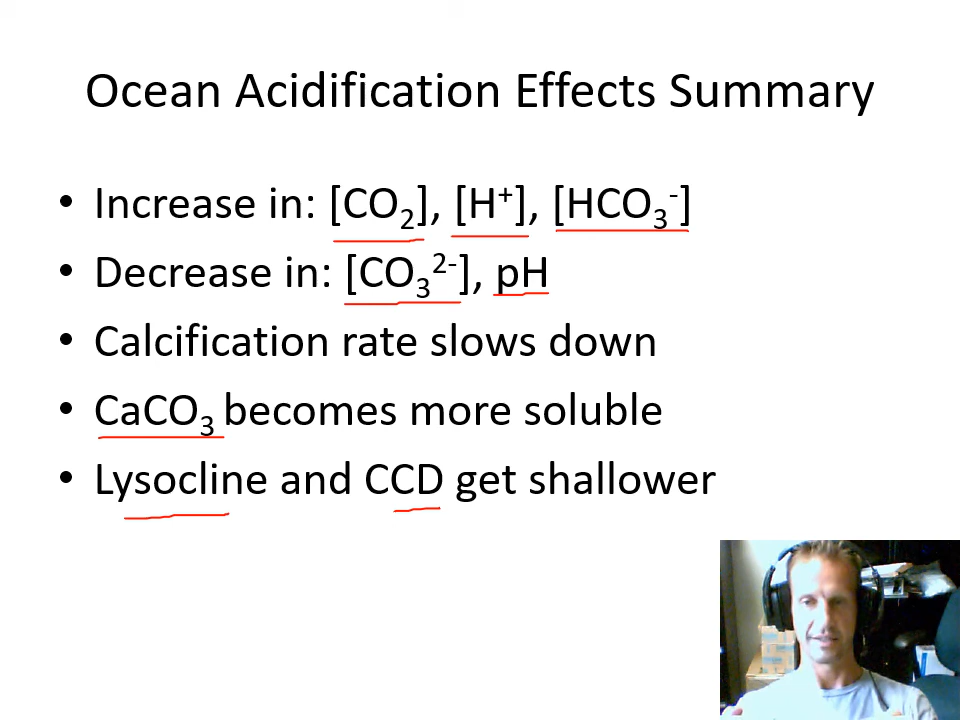 Ocean Acidification Effects Summary
• Increase in: [CO₂], [H⁺], [HCO₃⁻]
• Decrease in: [CO₃²⁻], pH
• Calcification rate slows down
• CaCO₃ becomes more soluble
• Lysocline and CCD get shallower